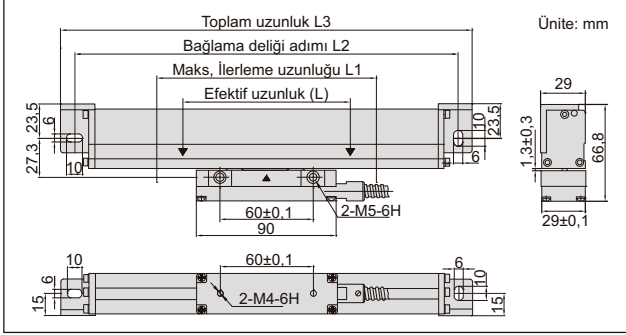 Toplam uzunluk L3
Ünite: mm
Bağlama deliği adımı L2
Maks, İlerleme uzunluğu L1
Efektif uzunluk (L)
29
23,5
6
27,3
10
10
23,5
6
1,3±0,3
66,8
60±0,1
2-M5-6H
90
29±0,1
10
6
15
60±0,1
2-M4-6H
6
10
15